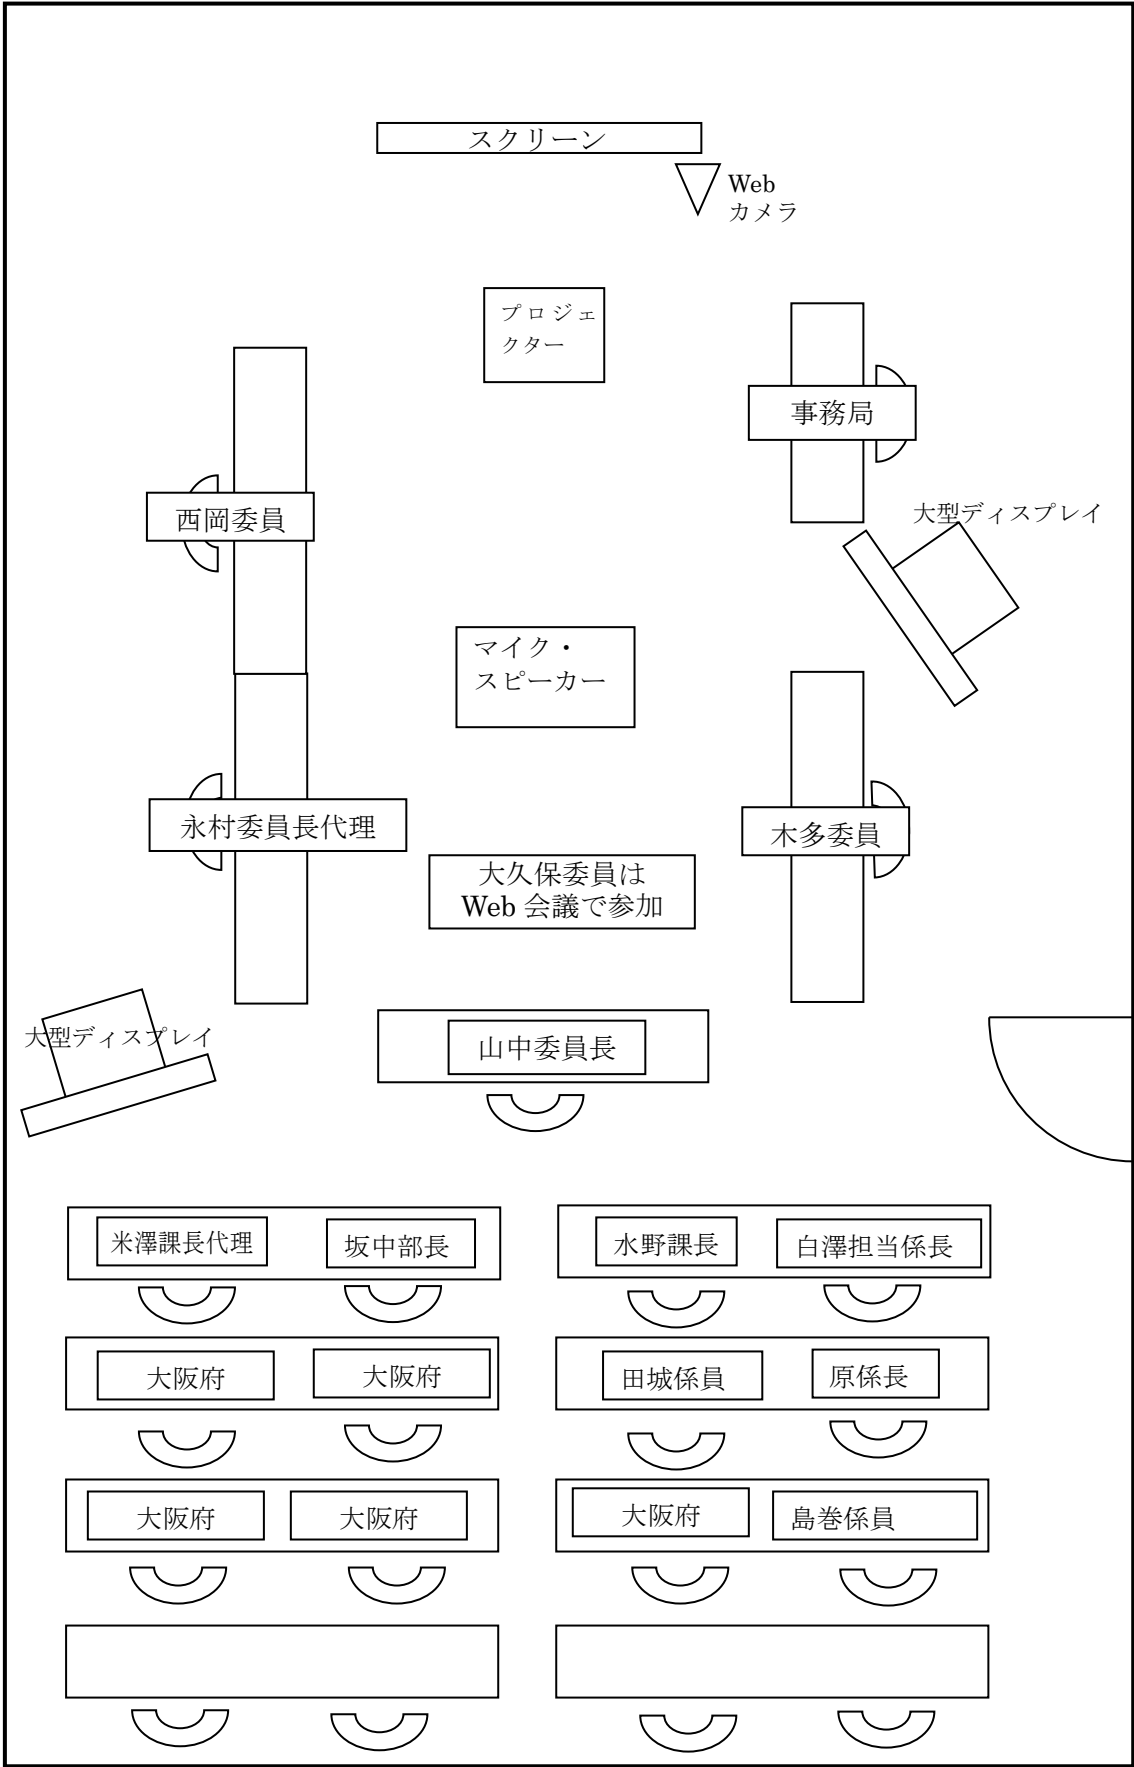 スクリーン
Web
カメラ
プロジェ
クター
事務局
西岡委員
大型ディスプレイ
マイク・
スピーカー
永村委員長代理
木多委員
大久保委員は
Web 会議で参加
大型ディスプレイ
山中委員長
米澤課長代理
坂中部長
水野課長
白澤担当係長
大阪府
大阪府
田城係員
原係長
大阪府
大阪府
大阪府
島巻係員